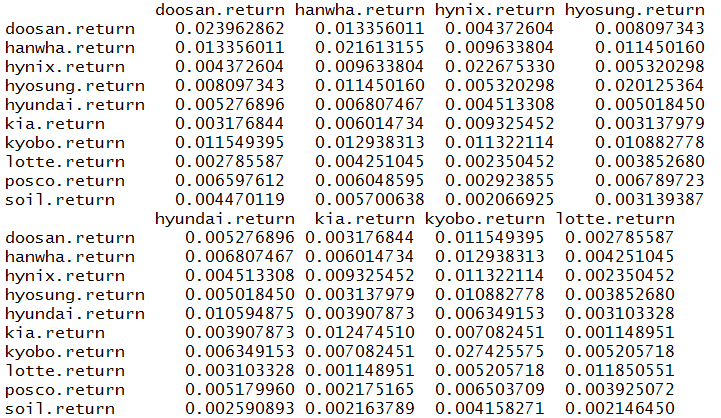 doosan.return hanwha.return hynix.return hyosung.return
doosan.return 0.023962862 0.013356011 0.004372604 0.008097343
hanwha.return 0.013356011 0.021613155 0.009633804 0.011450160
hynix.return 0.004372604 0.009633804 0.022675330 0.005320298
hyosung.return 0.008097343 0.011450160 0.005320298 0.020125364
hyundai.return 0.005276896 0.006807467 0.004513308 0.005018450
kia.return 0.003176844 0.006014734 0.009325452 0.003137979
kyobo.return 0.011549395 0.012938313 0.011322114 0.010882778
lotte.return 0.002785587 0.004251045 0.002350452 0.003852680
posco.return 0.006597612 0.006048595 0.002923855 0.006789723
soil.return 0.004470119 0.005700638 0.002066925 0.003139387
hyundai.return kia.return kyobo.return lotte.return
doosan.return 0.005276896 0.003176844 0.011549395 0.002785587
hanwha.return 0.006807467 0.006014734 0.012938313 0.004251045
hynix.return 0.004513308 0.009325452 0.011322114 0.002350452
hyosung.return 0.005018450 0.003137979 0.010882778 0.003852680
hyundai.return 0.010594875 0.003907873 0.006349153 0.003103328
kia.return 0.003907873 0.012474510 0.007082451 0.001148951
kyobo.return 0.006349153 0.007082451 0.027425575 0.005205718
lotte.return 0.003103328 0.001148951 0.005205718 0.011850551
posco.return 0.005179960 0.002175165 0.006503709 0.003925072
soil.return 0.002590893 0.002163789 0.004158271 0.002146450